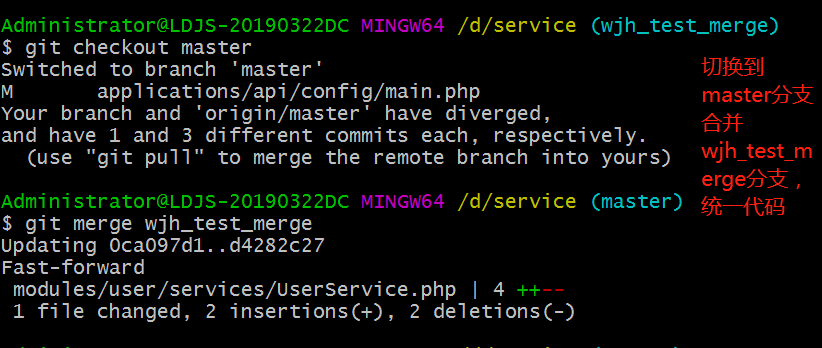 Administrator@LDJS-20190322DC MINGW64 /d/service (wjh_test_merge)
$ git checkout master
Switched to branch 'master'
M       applications/api/config/main.php
Your branch and 'origin/master' have diverged,
and have 1 and 3 different commits each, respectively.
  (use "git pull" to merge the remote branch into yours)
切换到
master分支
合并
wjh_test_m
erge分支，
统一代码
Administrator@LDJS-20190322DC MINGW64 /d/service (master)
$ git merge wjh_test_merge
Updating 0ca097d1..d4282c27
Fast-forward
 modules/user/services/UserService.php | 4 ++--
 1 file changed, 2 insertions(+), 2 deletions(-)